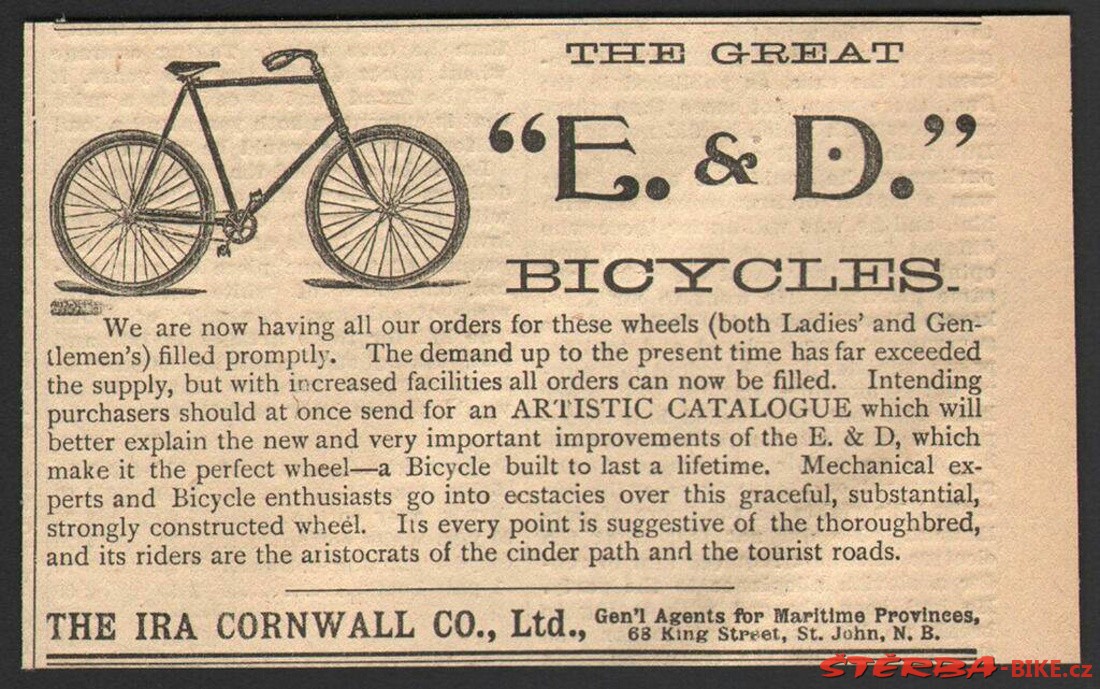 THE GREAT
“E. & D.”
BICYCLES.
We are now having all our orders for these wheels (both Ladies' and Gen-
tlemen's) filled promptly. The demand up to the present time has far exceeded
the supply, but with increased facilities all orders can now be filled. Intending
purchasers should at once send for an ARTISTIC CATALOGUE which will
better explain the new and very important improvements of the E. & D, which
make it the perfect wheel—a Bicycle built to last a lifetime. Mechanical ex-
perts and Bicycle enthusiasts go into ecstacies over this graceful, substantial,
strongly constructed wheel. Its every point is suggestive of the thoroughbred,
and its riders are the aristocrats of the cinder path and the tourist roads.
THE IRA CORNWALL CO., Ltd., Gen'l Agents for Maritime Provinces,
68 King Street, St. John, N. B.
ŠTĚRBA-BIKE.CZ